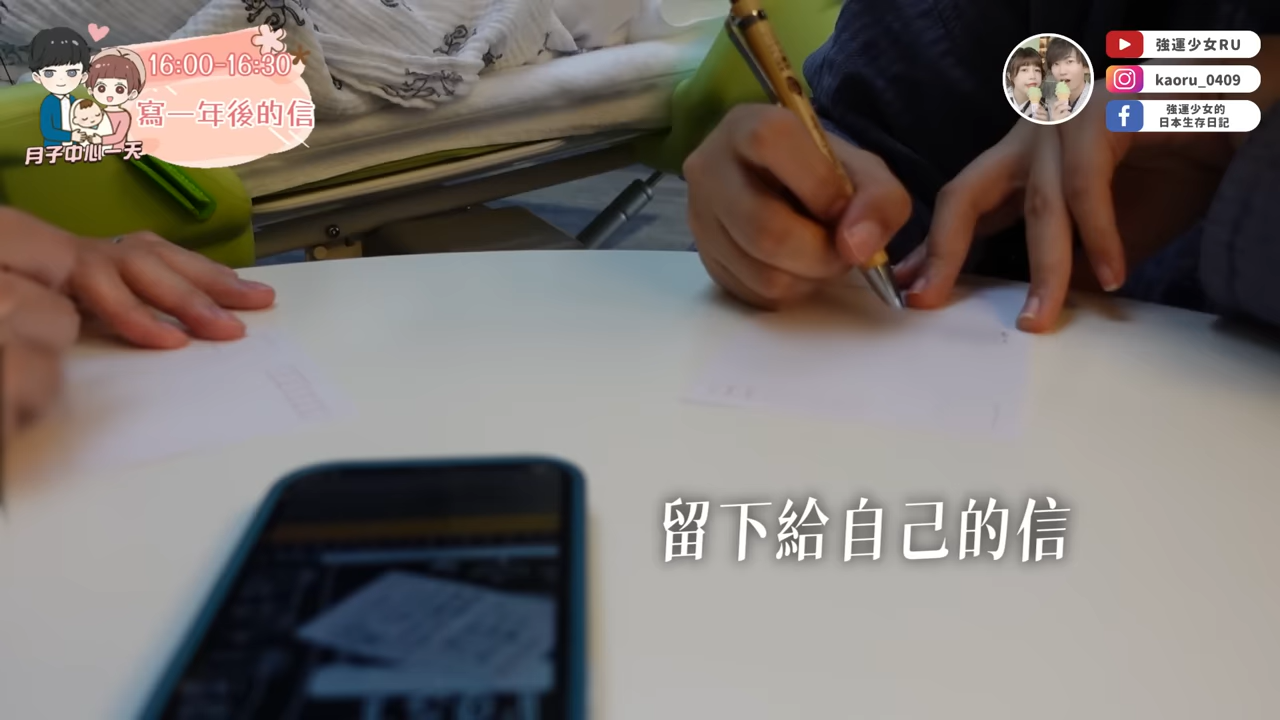 16:00-16:30
寫一年後的信
月子中心一天
強運少女RU
kaoru_0409
強運少女的
日本生存日記
留下給自己的信